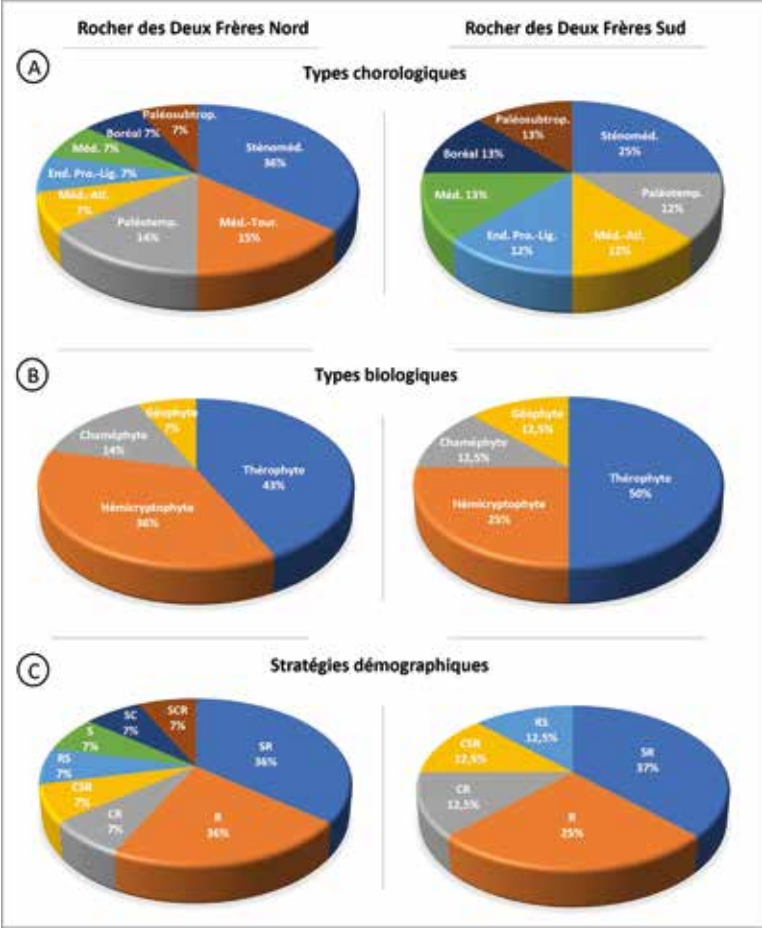 Rocher des Deux Frères Nord
Rocher des Deux Frères Sud
A
Types chorologiques
Paléosubtrop.
7%
Boréal 7%
Méd. 7%
End. Pro.-Lig. 7%
Méd.-Atl.
7%
Paléotemp.
14%
Méd.-Tour.
15%
Sténoméd.
36%
Paléosubtrop.
13%
Boréal 13%
Méd. 13%
End. Pro.-Lig.
12%
Méd.-Atl.
12%
Paléotemp.
12%
Sténoméd.
25%
B
Types biologiques
Géophyte
7%
Chaméphyte
14%
Hémicryptophyte
36%
Thérophyte
43%
Géophyte
12,5%
Chaméphyte
12,5%
Hémicryptophyte
25%
Thérophyte
50%
C
Stratégies démographiques
SCR
7%
SC
7%
S
7%
RS
7%
CSR
7%
CR
7%
R
36%
SR
36%
RS
12,5%
CSR
12,5%
CR
12,5%
R
25%
SR
37%